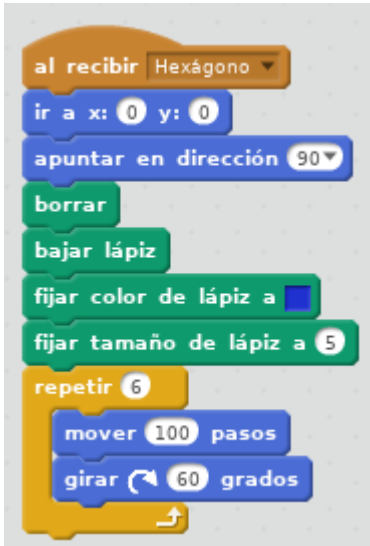 al recibir Hexágono
ir a x: 0 y: 0
apuntar en dirección 90
borrar
bajar lápiz
fijar color de lápiz a
fijar tamaño de lápiz a 5
repetir 6
mover 100 pasos
girar 60 grados